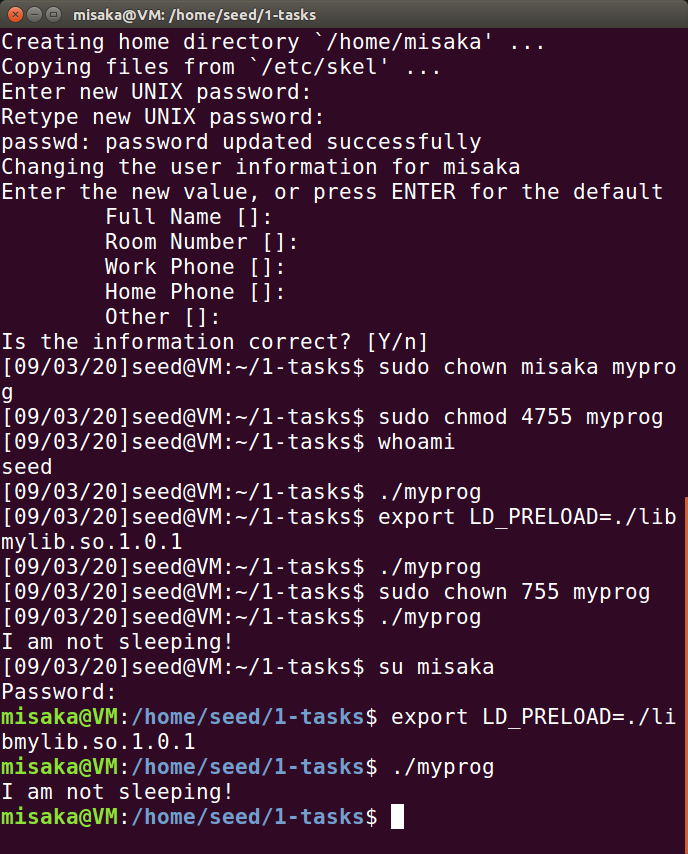 misaka@VM: /home/seed/1-tasks
Creating home directory `/home/misaka' ...
Copying files from `/etc/skel' ...
Enter new UNIX password:
Retype new UNIX password:
passwd: password updated successfully
Changing the user information for misaka
Enter the new value, or press ENTER for the default
        Full Name []:
        Room Number []:
        Work Phone []:
        Home Phone []:
        Other []:
Is the information correct? [Y/n]
[09/03/20]seed@VM:~/1-tasks$ sudo chown misaka mypro
g
[09/03/20]seed@VM:~/1-tasks$ sudo chmod 4755 myprog
[09/03/20]seed@VM:~/1-tasks$ whoami
seed
[09/03/20]seed@VM:~/1-tasks$ ./myprog
[09/03/20]seed@VM:~/1-tasks$ export LD_PRELOAD=./lib
mylib.so.1.0.1
[09/03/20]seed@VM:~/1-tasks$ ./myprog
[09/03/20]seed@VM:~/1-tasks$ sudo chown 755 myprog
[09/03/20]seed@VM:~/1-tasks$ ./myprog
I am not sleeping!
[09/03/20]seed@VM:~/1-tasks$ su misaka
Password:
misaka@VM:/home/seed/1-tasks$ export LD_PRELOAD=./li
bmylib.so.1.0.1
misaka@VM:/home/seed/1-tasks$ ./myprog
I am not sleeping!
misaka@VM:/home/seed/1-tasks$